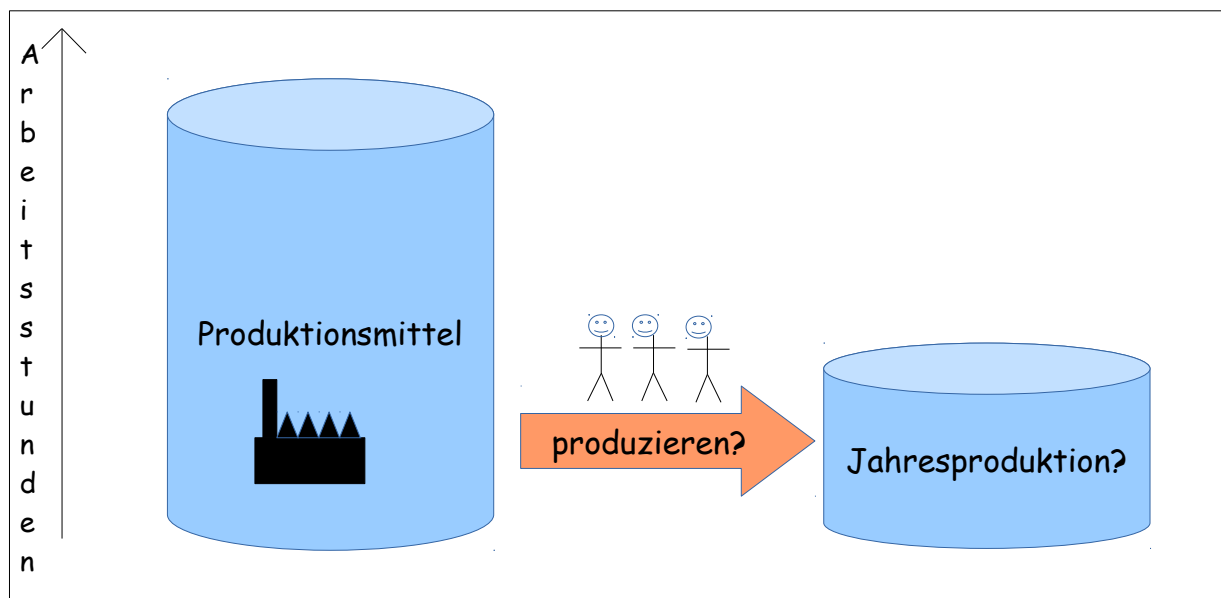 Arbeitsstunden
Produktionsmittel
produzieren?
Jahresproduktion?